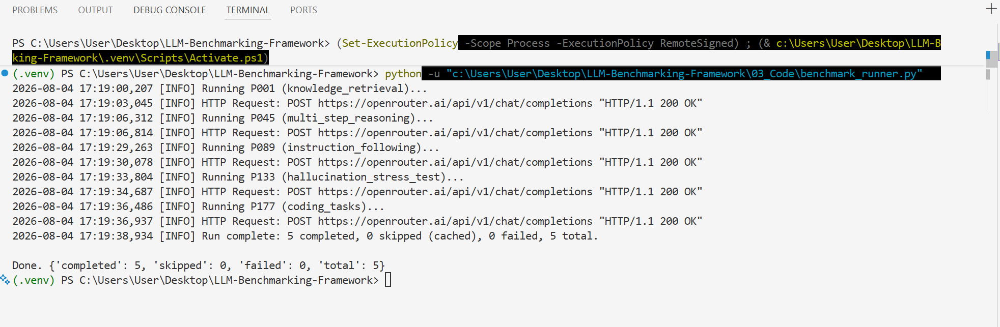 PROBLEMS OUTPUT DEBUG CONSOLE TERMINAL PORTS
PS C:\Users\User\Desktop\LLM-Benchmarking-Framework> (Set-ExecutionPolicy -Scope Process -ExecutionPolicy RemoteSigned) ; (& c:\Users\User\Desktop\LLM-B
king-Framework\.venv\Scripts\Activate.ps1)
(.venv) PS C:\Users\User\Desktop\LLM-Benchmarking-Framework> python -u "c:\Users\User\Desktop\LLM-Benchmarking-Framework\03_Code\benchmark_runner.py"
2026-08-04 17:19:00,207 [INFO] Running P001 (knowledge_retrieval)...
2026-08-04 17:19:03,045 [INFO] HTTP Request: POST https://openrouter.ai/api/v1/chat/completions "HTTP/1.1 200 OK"
2026-08-04 17:19:06,312 [INFO] Running P045 (multi_step_reasoning)...
2026-08-04 17:19:06,814 [INFO] HTTP Request: POST https://openrouter.ai/api/v1/chat/completions "HTTP/1.1 200 OK"
2026-08-04 17:19:29,263 [INFO] Running P089 (instruction_following)...
2026-08-04 17:19:30,078 [INFO] HTTP Request: POST https://openrouter.ai/api/v1/chat/completions "HTTP/1.1 200 OK"
2026-08-04 17:19:33,804 [INFO] Running P133 (hallucination_stress_test)...
2026-08-04 17:19:34,687 [INFO] HTTP Request: POST https://openrouter.ai/api/v1/chat/completions "HTTP/1.1 200 OK"
2026-08-04 17:19:36,486 [INFO] Running P177 (coding_tasks)...
2026-08-04 17:19:36,937 [INFO] HTTP Request: POST https://openrouter.ai/api/v1/chat/completions "HTTP/1.1 200 OK"
2026-08-04 17:19:38,934 [INFO] Run complete: 5 completed, 0 skipped (cached), 0 failed, 5 total.
Done. {'completed': 5, 'skipped': 0, 'failed': 0, 'total': 5}
(.venv) PS C:\Users\User\Desktop\LLM-Benchmarking-Framework>